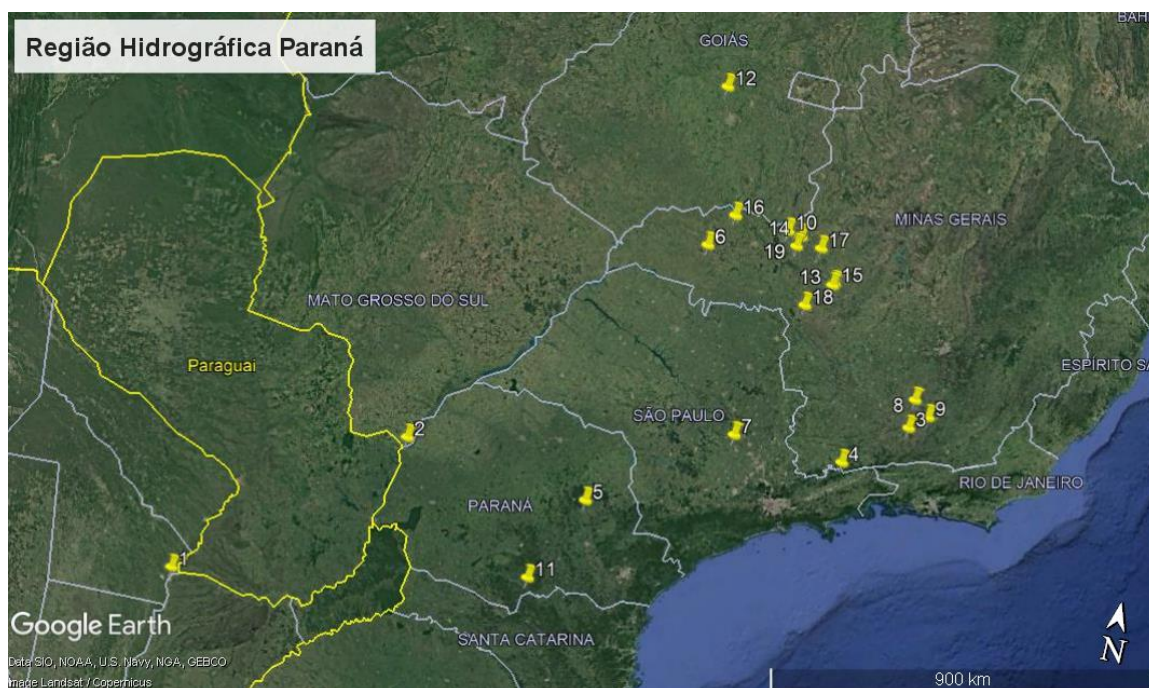 Região Hidrográfica Paraná
BAH
GOIÁS
12
MINAS GERAIS
16
14 10
6
19
17
13 15
18
MATO GROSSO DO SUL
Paraguai
ESPÍRITO SA
8
9
3
SÃO PAULO
7
2
4
RIO DE JANEIRO
5
PARANÁ
1
11
SANTA CATARINA
Google Earth
N
Data SIO, NOAA, U.S. Navy, NGA, GEBCO
Image Landsat / Copernicus
900 km